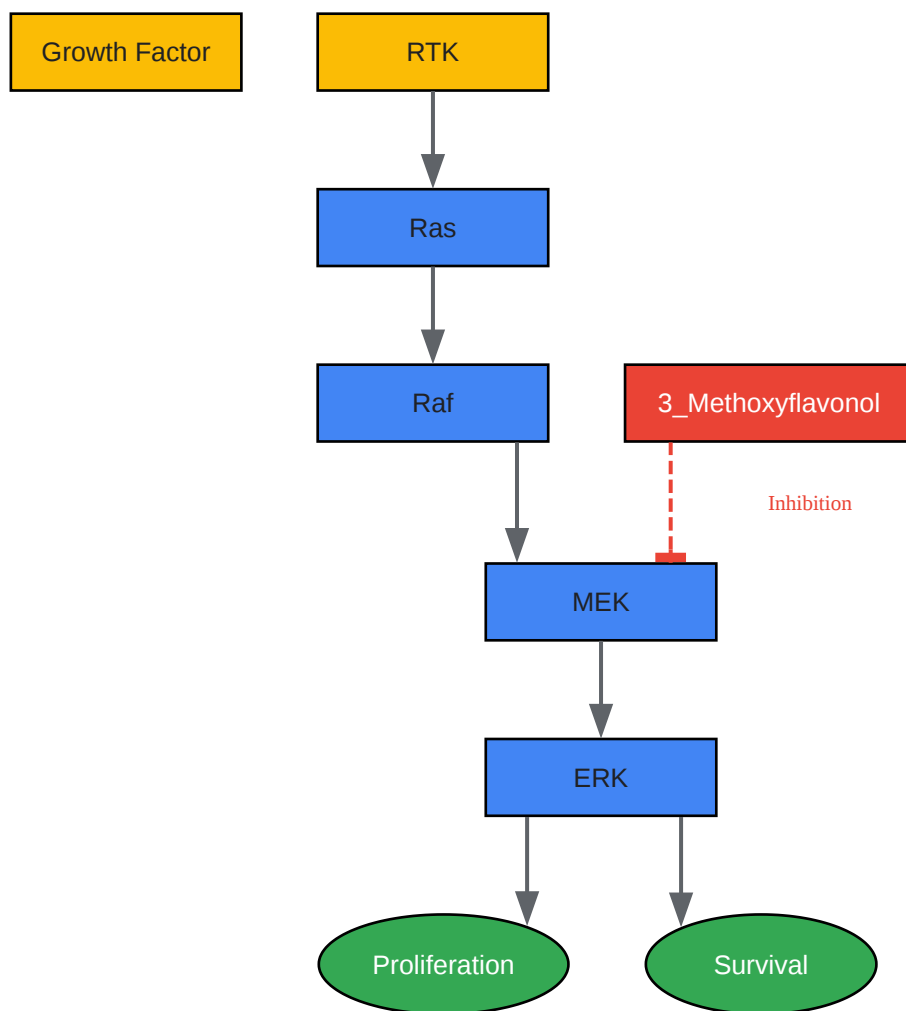 Growth Factor
RTK
Ras
Raf
3_Methoxyflavonol
Inhibition
MEK
ERK
Proliferation
Survival